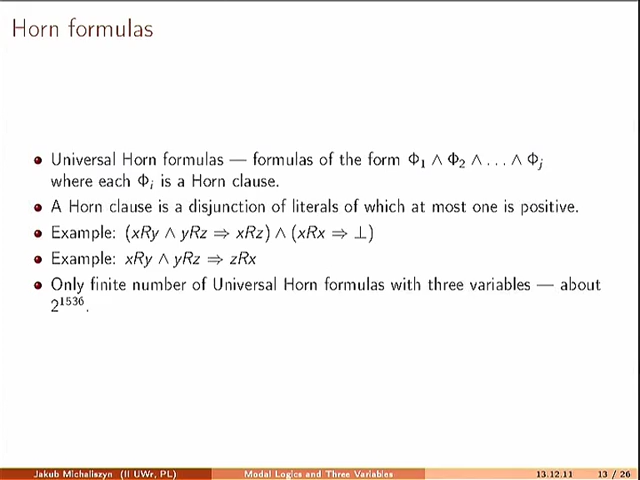 Horn formulas
• Universal Horn formulas — formulas of the form Φ₁ ∧ Φ₂ ∧ . . . ∧ Φⱼ
where each Φᵢ is a Horn clause.
• A Horn clause is a disjunction of literals of which at most one is positive.
• Example: (xRy ∧ yRz ⇒ xRz) ∧ (xRx ⇒ ⊥)
• Example: xRy ∧ yRz ⇒ zRx
• Only finite number of Universal Horn formulas with three variables — about
2¹⁵³⁶.
Jakub Michaliszyn (II UWr, PL) Modal Logics and Three Variables 13.12.11 13 / 26